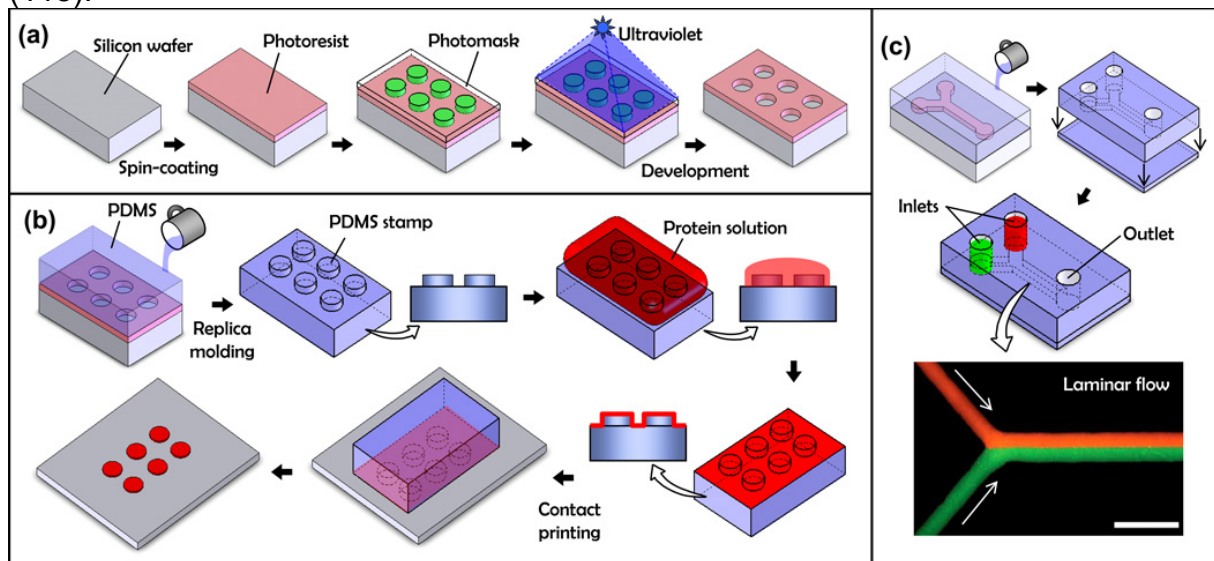 (a)
Silicon wafer
Photoresist
Photomask
Ultraviolet
Spin-coating
Development
(b)
PDMS
PDMS stamp
Protein solution
Replica
molding
Contact
printing
(c)
Inlets
Outlet
Laminar flow